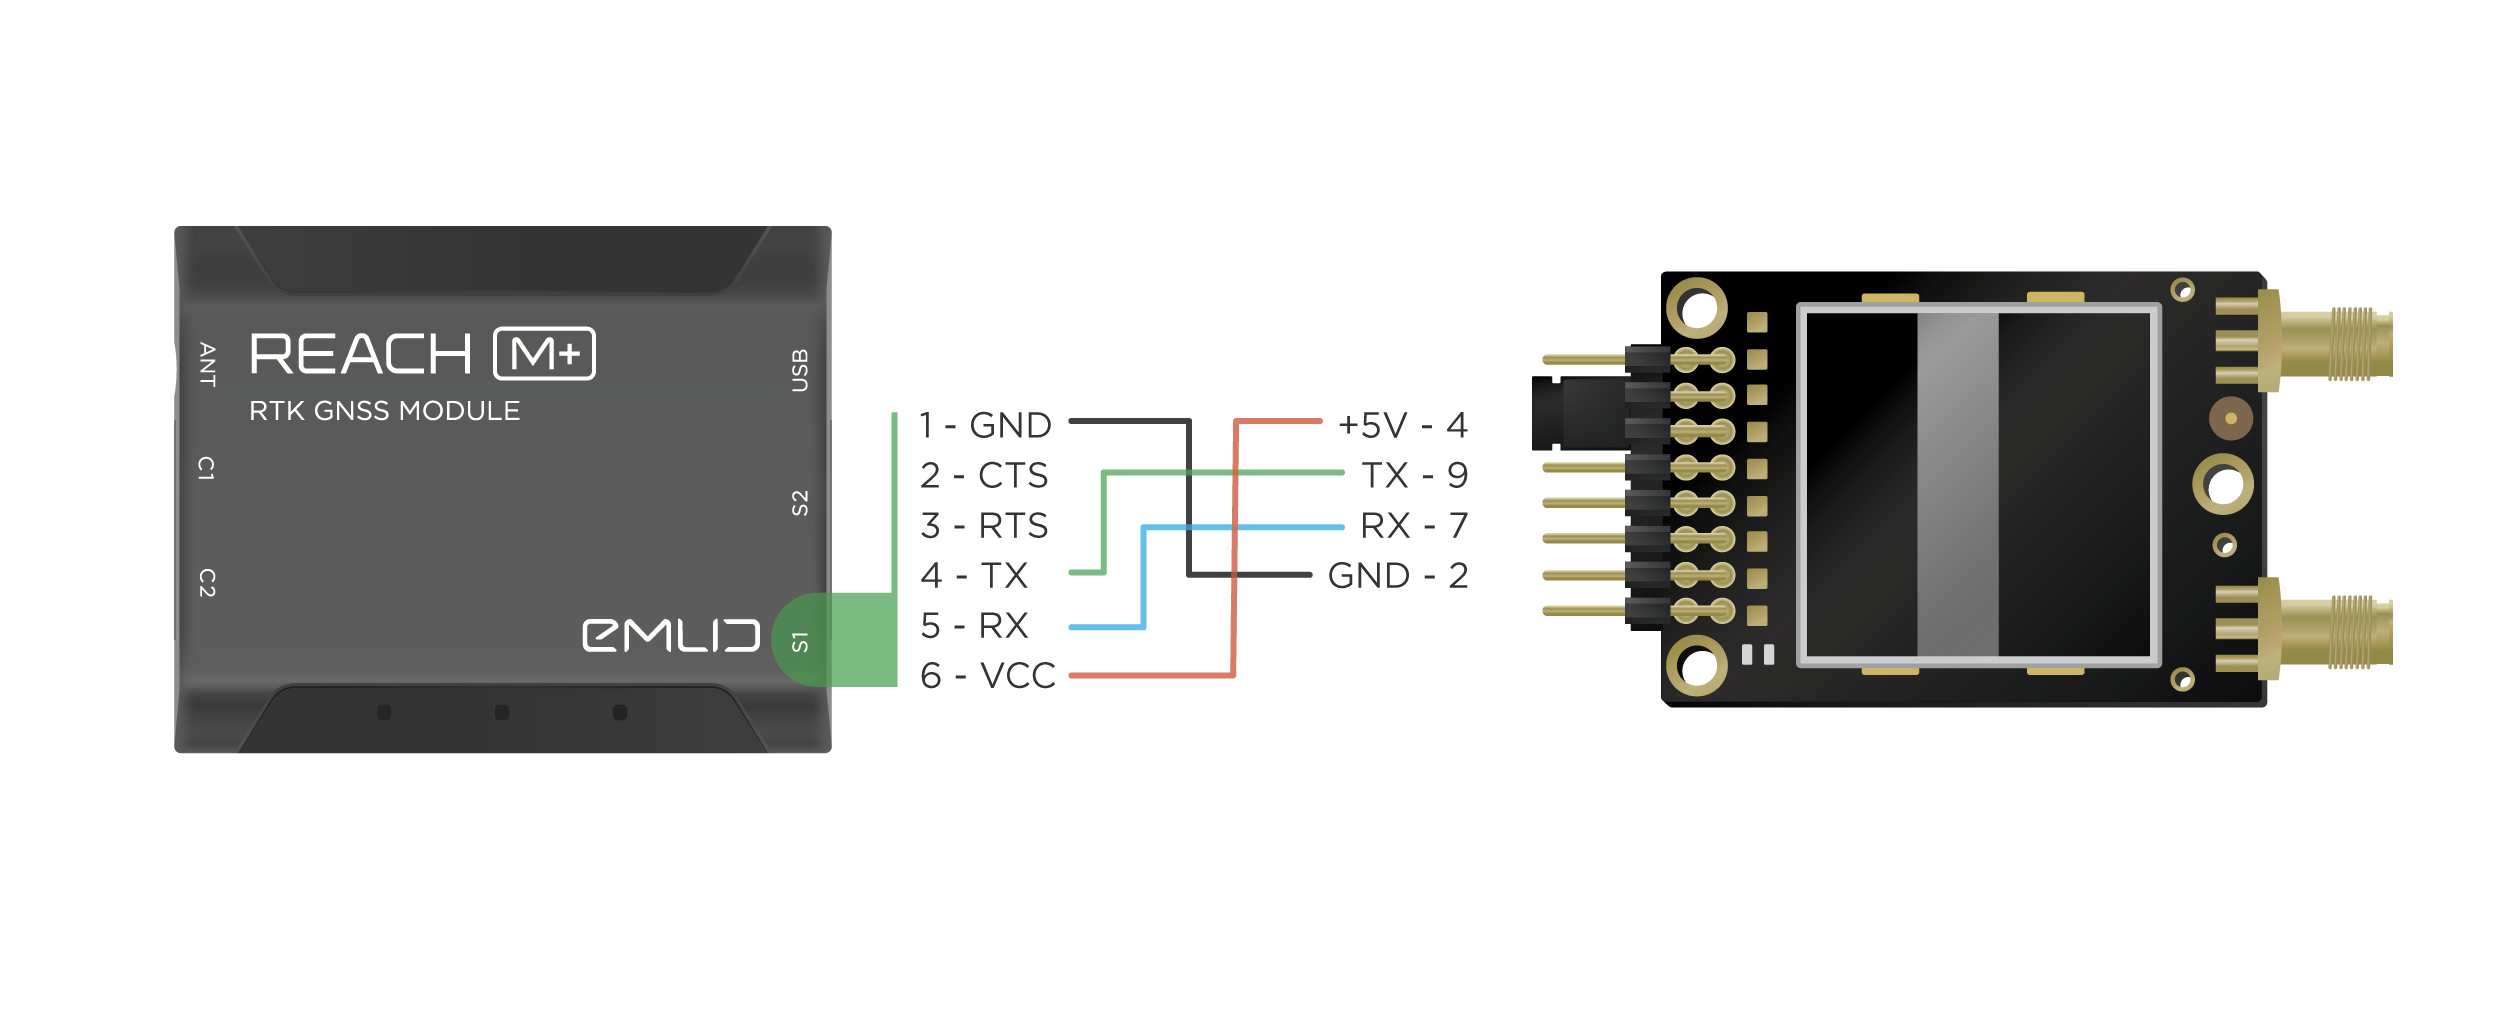 REACH M+
RTK GNSS MODULE
ANT
C1
C2
USB
S2
S1
EMLID
1 - GND
2 - CTS
3 - RTS
4 - TX
5 - RX
6 - VCC
+5V - 4
TX - 9
RX - 7
GND - 2